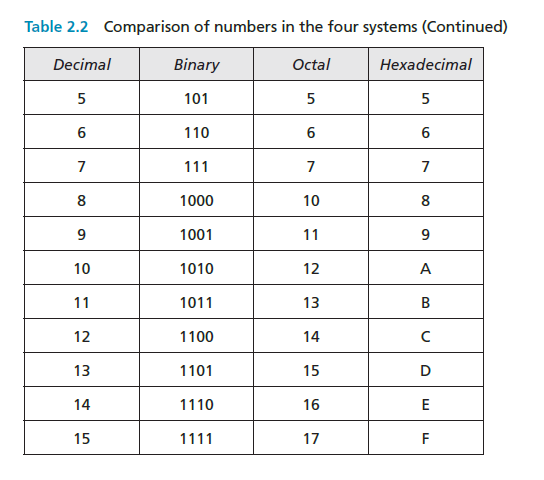 Table 2.2 Comparison of numbers in the four systems (Continued)
Decimal Binary Octal Hexadecimal
5 101 5 5
6 110 6 6
7 111 7 7
8 1000 10 8
9 1001 11 9
10 1010 12 A
11 1011 13 B
12 1100 14 C
13 1101 15 D
14 1110 16 E
15 1111 17 F